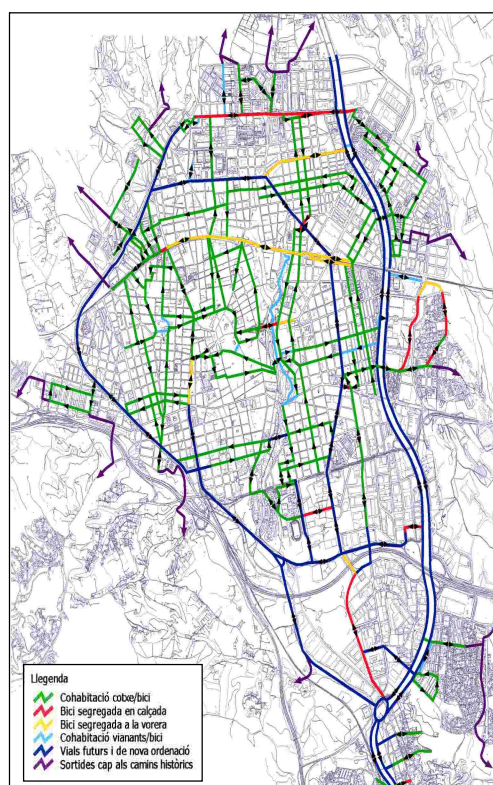 Llegenda
Cohabitació cotxe/bici
Bici segregada en calçada
Bici segregada a la vorera
Cohabitació vianants/bici
Vials futurs i de nova ordenació
Sortides cap als camins històrics